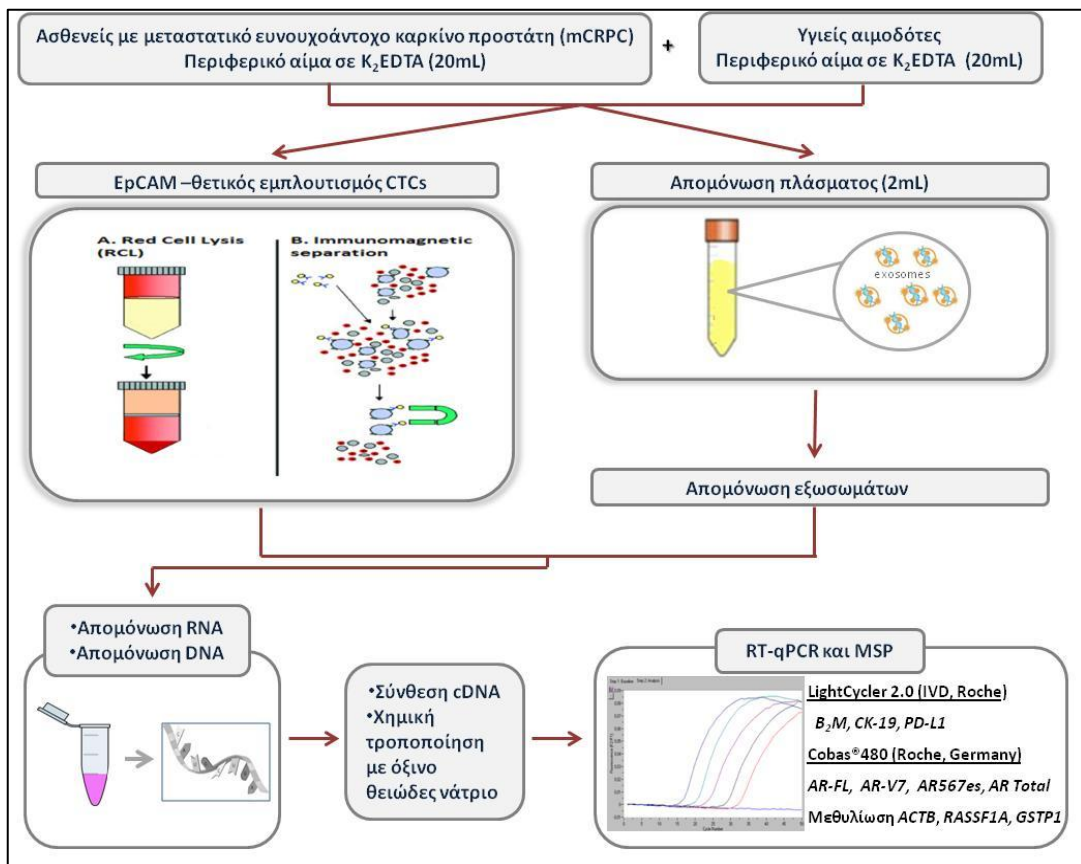 Ασθενείς με μεταστατικό ευνουχοάντοχο καρκίνο προστάτη (mCRPC)
Περιφερικό αίμα σε K₂EDTA (20mL)
+
Υγιείς αιμοδότες
Περιφερικό αίμα σε K₂EDTA (20mL)
EpCAM –θετικός εμπλουτισμός CTCs
Απομόνωση πλάσματος (2mL)
A. Red Cell Lysis
(RCL)
B. Immunomagnetic
separation
exosomes
Απομόνωση εξωσωμάτων
•Απομόνωση RNA
•Απομόνωση DNA
•Σύνθεση cDNA
•Χημική
τροποποίηση
με όξινο
θειώδες νάτριο
RT-qPCR και MSP
LightCycler 2.0 (IVD, Roche)
B₂M, CK-19, PD-L1
Cobas®480 (Roche, Germany)
AR-FL, AR-V7, AR567es, AR Total
Μεθυλίωση ACTB, RASSF1A, GSTP1